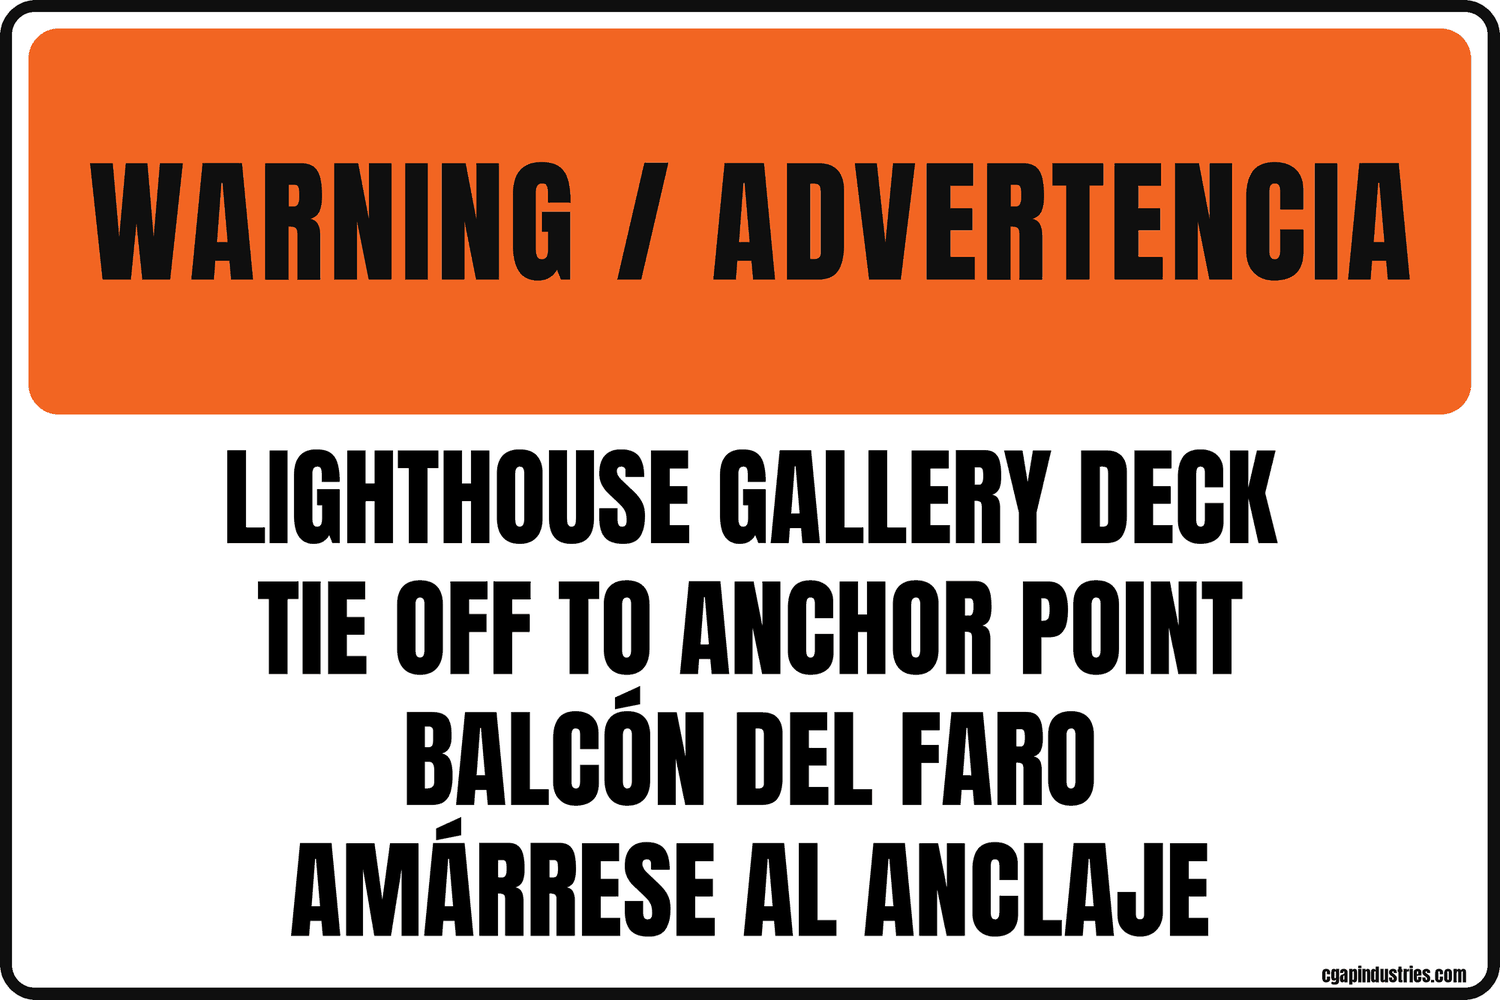 WARNING / ADVERTENCIA
LIGHTHOUSE GALLERY DECK
TIE OFF TO ANCHOR POINT
BALCÓN DEL FARO
AMÁRRESE AL ANCLAJE
cgapindustries.com